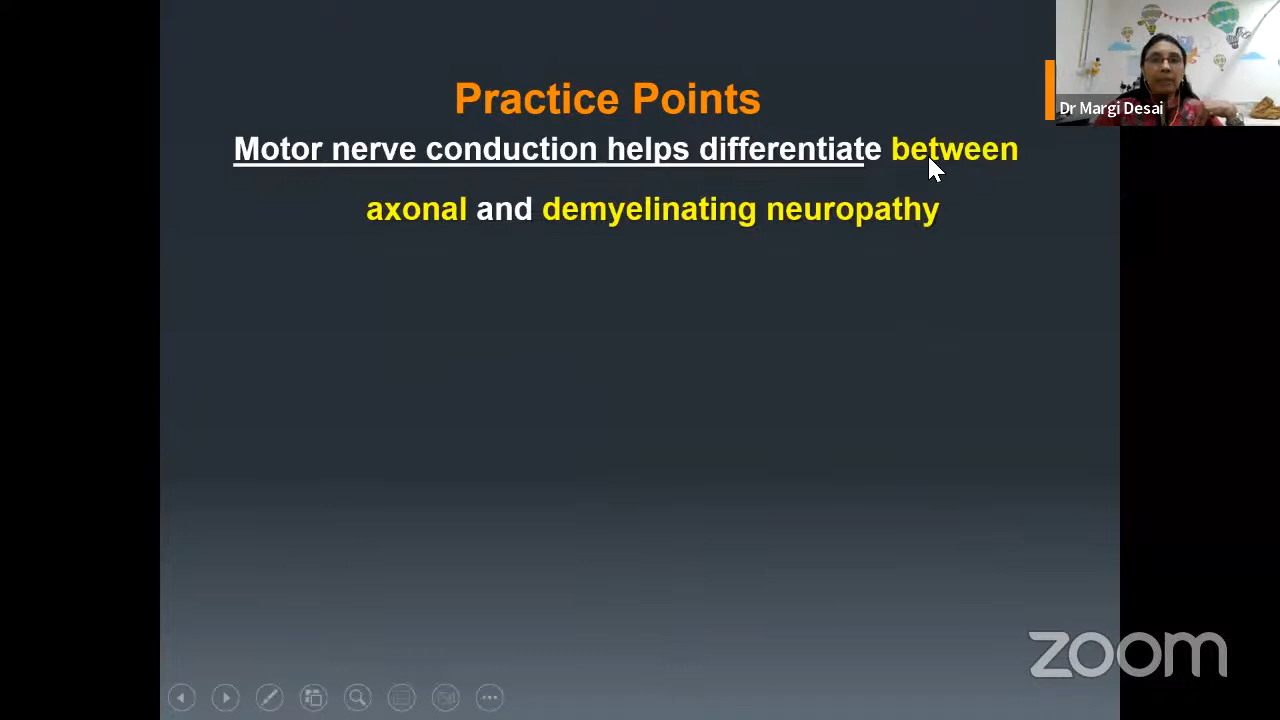 Practice Points
Motor nerve conduction helps differentiate between
axonal and demyelinating neuropathy
Dr Margi Desai
zoom